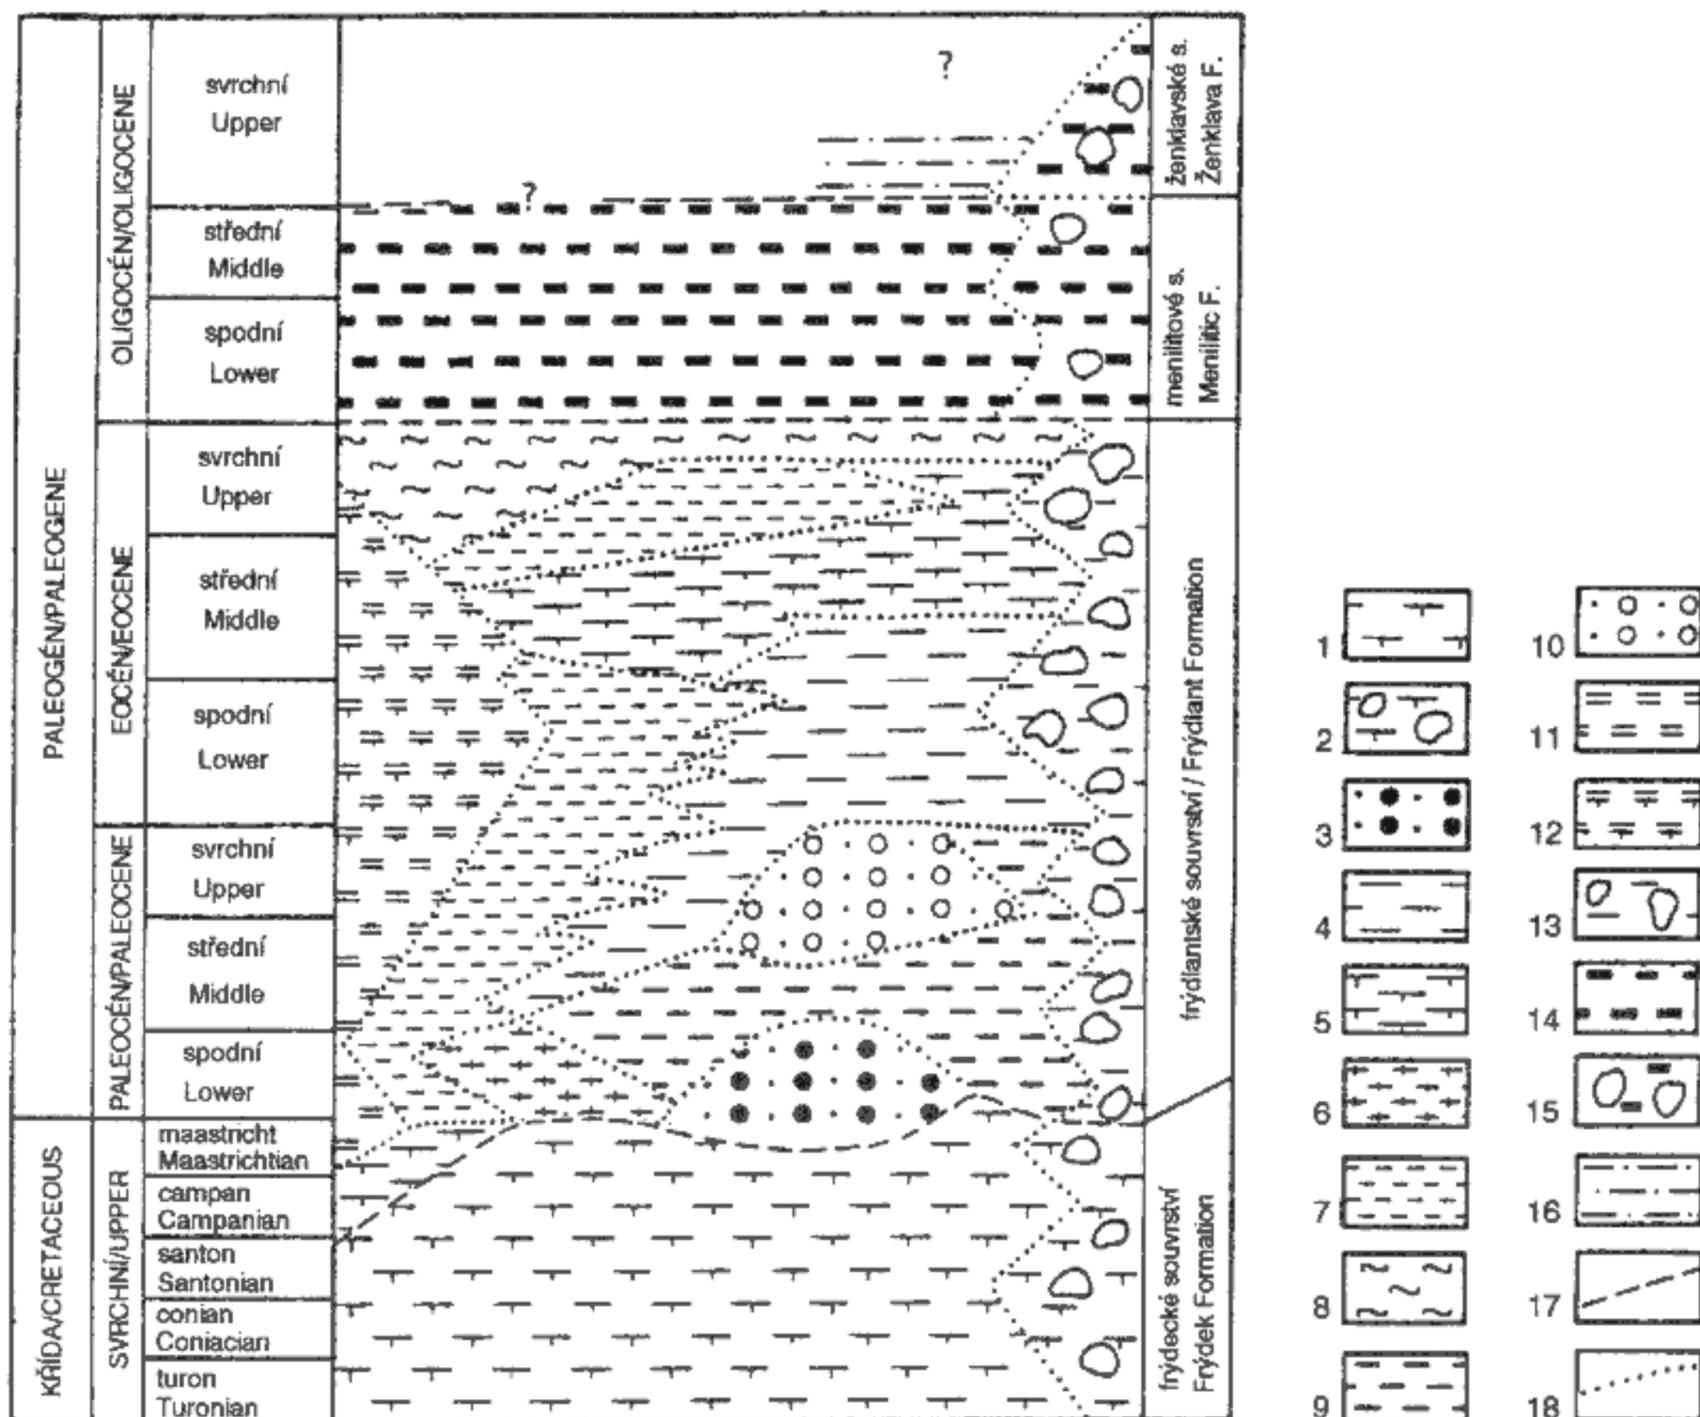 PALEOGÉN/PALEOGENE
KŘÍDA/CRETACEOUS
OLIGOCÉN/OLIGOCENE
EOCÉN/EOCENE
PALEOCÉN/PALEOCENE
SVRCHNÍ/UPPER
svrchní
Upper
střední
Middle
spodní
Lower
svrchní
Upper
střední
Middle
spodní
Lower
svrchní
Upper
střední
Middle
spodní
Lower
maastricht
Maastrichtian
campan
Campanian
santon
Santonian
conian
Coniacian
turon
Turonian
?
?
?
ženklavské s.
Ženklava F.
menilitové s.
Menilitic F.
frýdlantské souvrství / Frýdlant Formation
frýdecké souvrství
Frýdek Formation
1
2
3
4
5
6
7
8
9
10
11
12
13
14
15
16
17
18